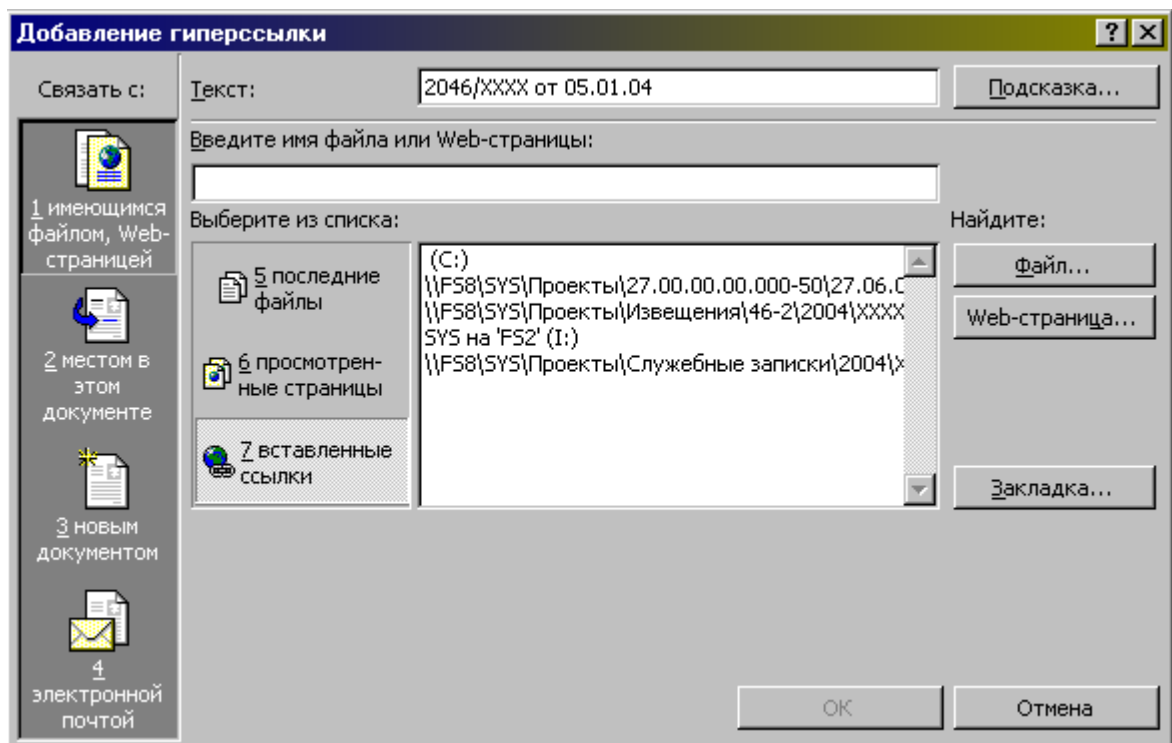 Добавление гиперссылки
Связать с:
1 имеющимся
файлом, Web-
страницей
2 местом в
этом
документе
3 новым
документом
4
электронной
почтой
Текст:
2046/XXXX от 05.01.04
Подсказка...
Введите имя файла или Web-страницы:
Выберите из списка:
5 последние
файлы
6 просмотрен-
ные страницы
7 вставленные
ссылки
(C:)
\\FS8\SYS\Проекты\27.00.00.00.000-50\27.06.0
\\FS8\SYS\Проекты\Извещения\46-2\2004\XXXX
SYS на 'FS2' (I:)
\\FS8\SYS\Проекты\Служебные записки\2004\X
Найдите:
Файл...
Web-страница...
Закладка...
OK
Отмена